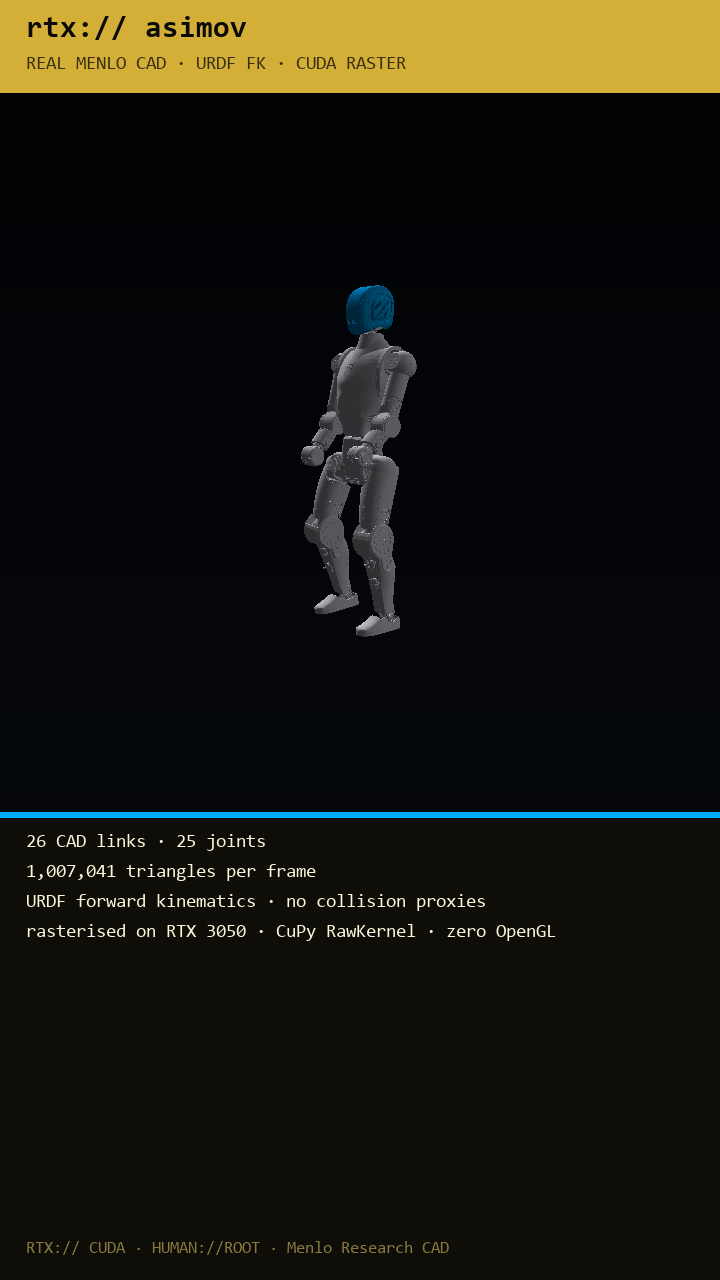 rtx:// asimov
REAL MENLO CAD · URDF FK · CUDA RASTER
26 CAD links · 25 joints
1,007,041 triangles per frame
URDF forward kinematics · no collision proxies
rasterised on RTX 3050 · CuPy RawKernel · zero OpenGL
RTX:// CUDA · HUMAN://ROOT · Menlo Research CAD